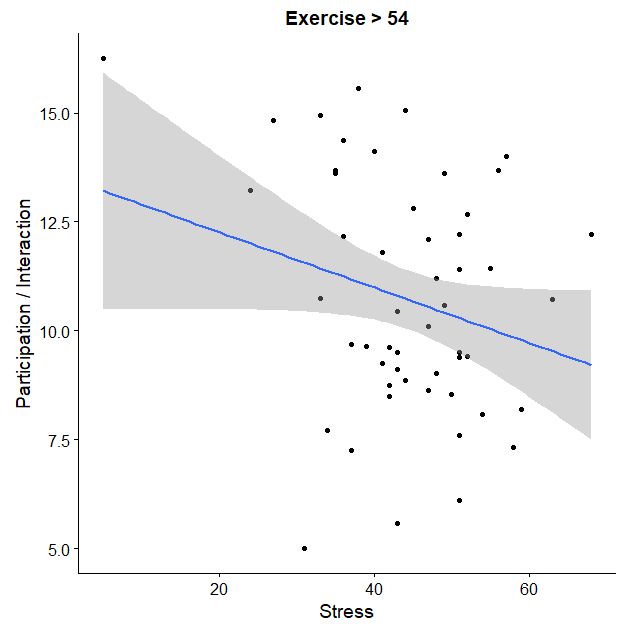 Exercise > 54
Participation / Interaction
15.0
12.5
10.0
7.5
5.0
20
40
60
Stress